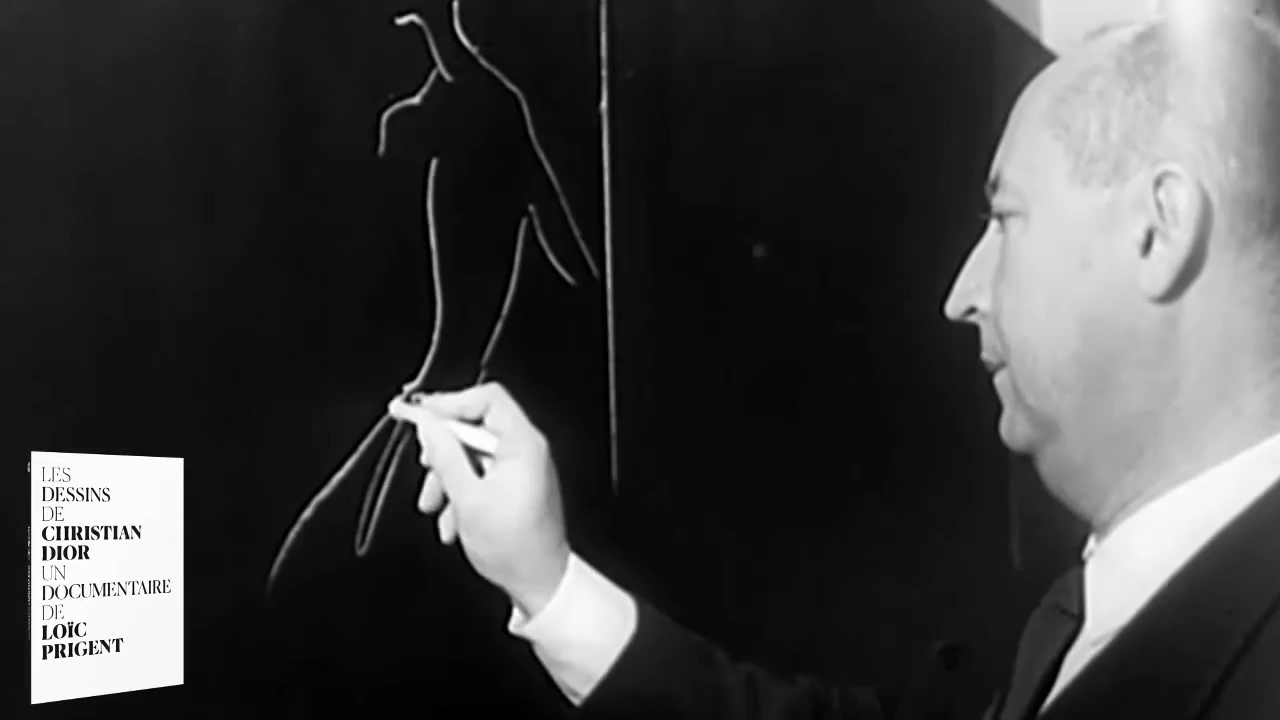 LES
DESSINS
DE
CHRISTIAN
DIOR
UN
DOCUMENTAIRE
DE
LOÏC
PRIGENT